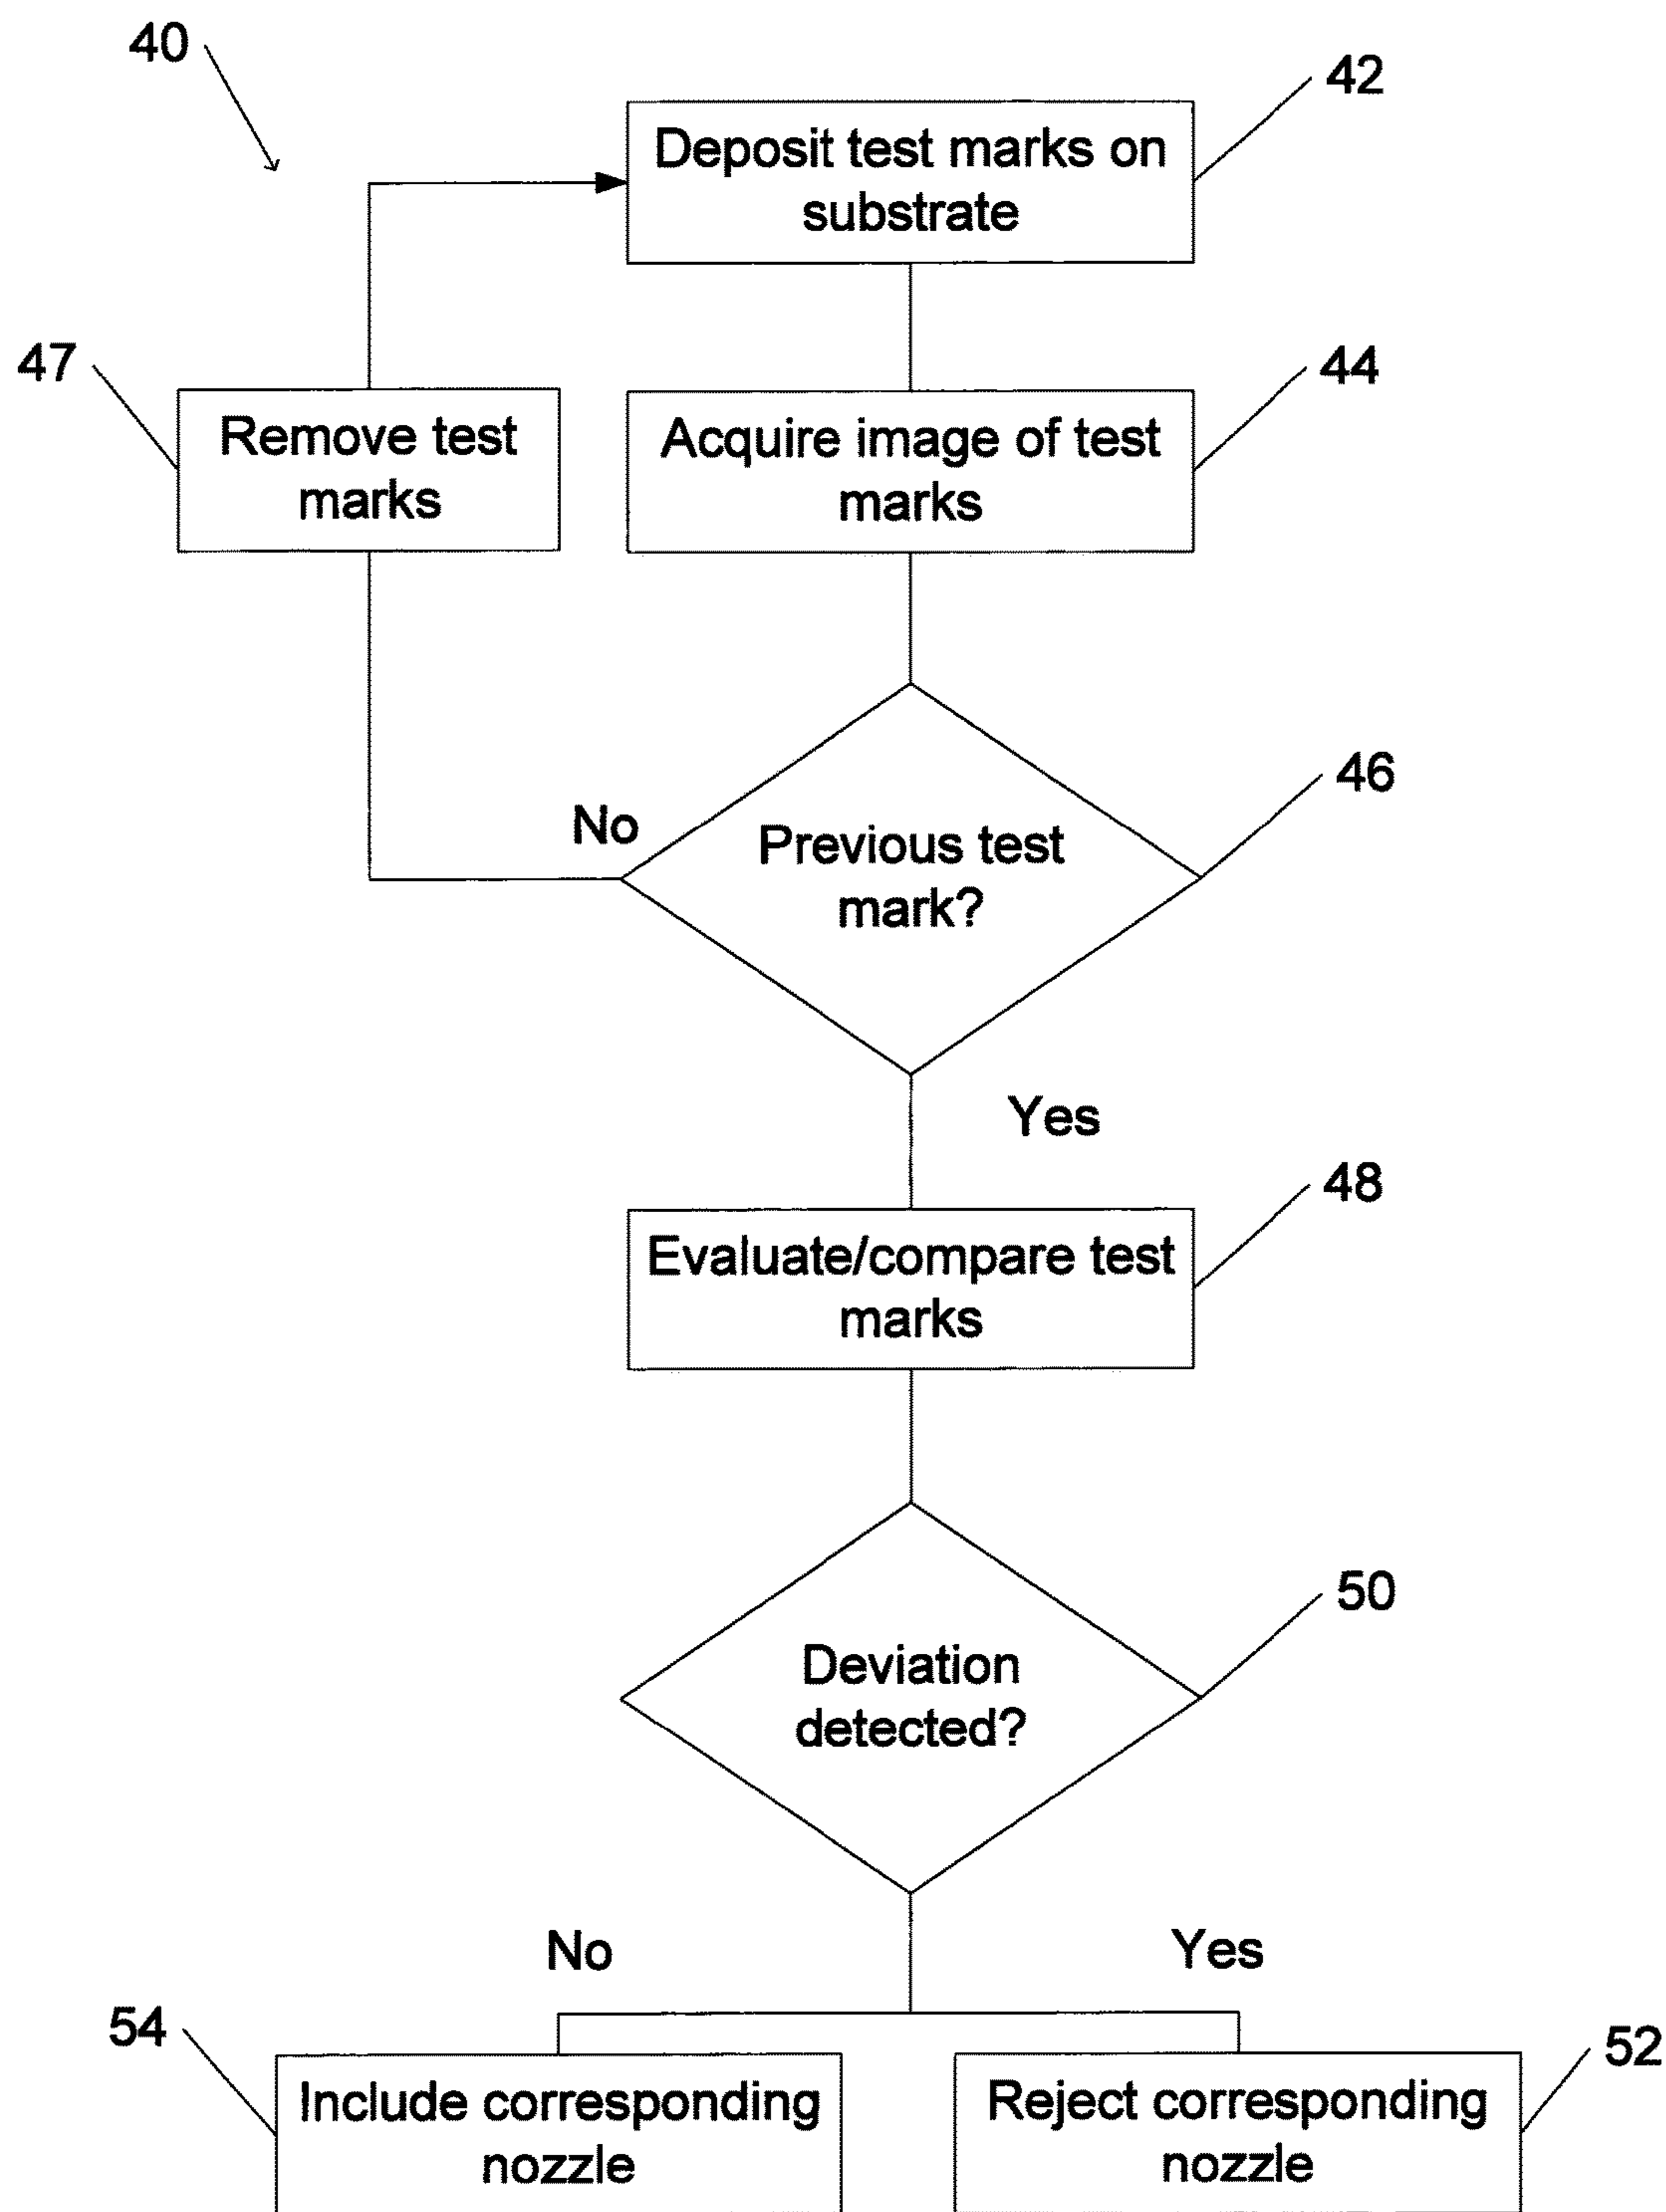 40
42
Deposit test marks on
substrate
47
44
Remove test
marks
Acquire image of test
marks
46
No
Previous test
mark?
Yes
48
Evaluate/compare test
marks
50
Deviation
detected?
No
Yes
54
52
Include corresponding
nozzle
Reject corresponding
nozzle